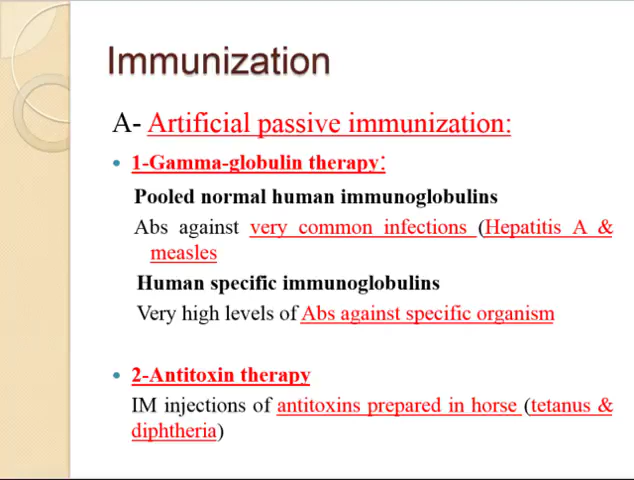 Immunization
A- Artificial passive immunization:
• 1-Gamma-globulin therapy:
Pooled normal human immunoglobulins
Abs against very common infections (Hepatitis A &
measles
Human specific immunoglobulins
Very high levels of Abs against specific organism
• 2-Antitoxin therapy
IM injections of antitoxins prepared in horse (tetanus &
diphtheria)